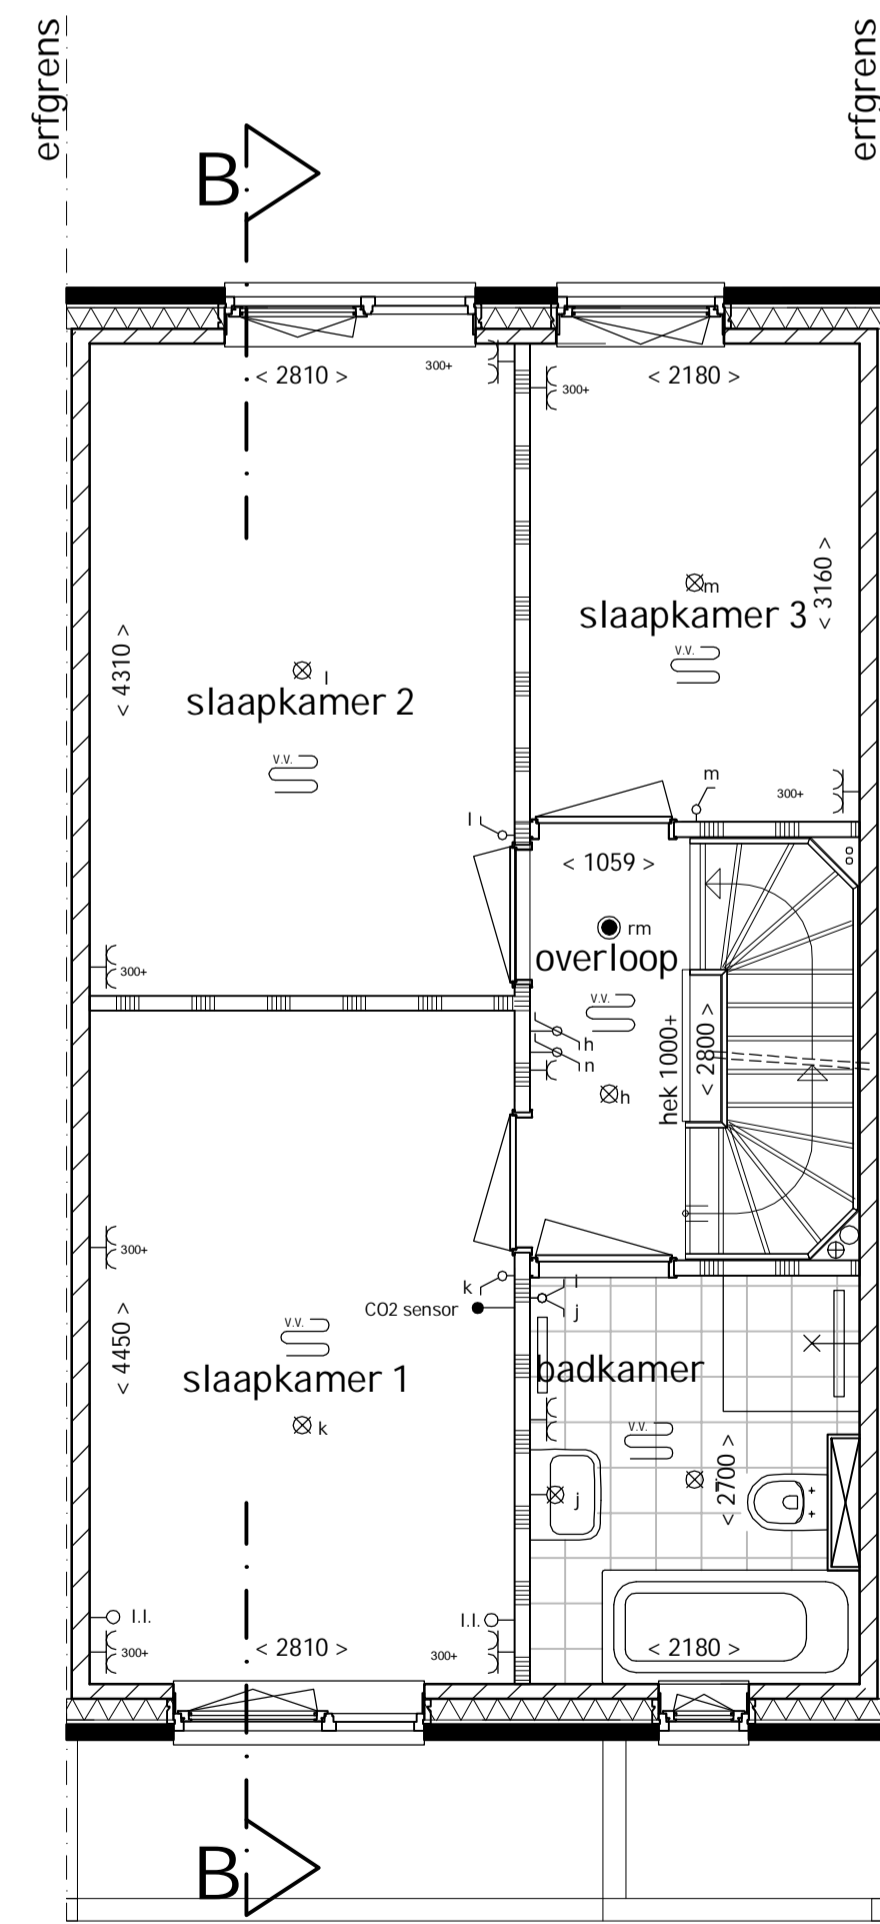 erfgrens
erfgrens
B
< 2810 >
300+
300+
< 2180 >
< 3160 >
m
slaapkamer 3
v.v.
< 4310 >
l
slaapkamer 2
v.v.
m
300+
l
< 1059 >
rm
overloop
300+
v.v.
h
n
hek 1000+
< 2800 >
h
300+
k
CO2 sensor
l
j
< 4450 >
v.v.
slaapkamer 1
badkamer
k
v.v.
< 2700 >
j
l.l.
300+
l.l.
300+
< 2810 >
< 2180 >
B